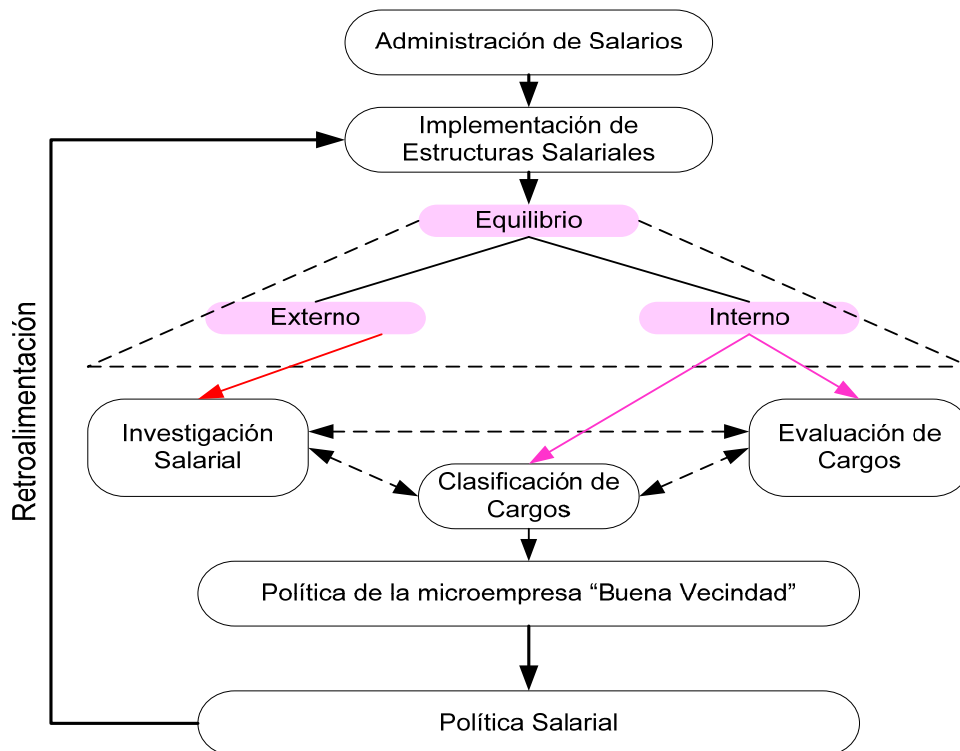 Administración de Salarios
Implementación de
Estructuras Salariales
Equilibrio
Externo
Interno
Retroalimentación
Investigación
Salarial
Evaluación de
Cargos
Clasificación de
Cargos
Política de la microempresa “Buena Vecindad”
Política Salarial